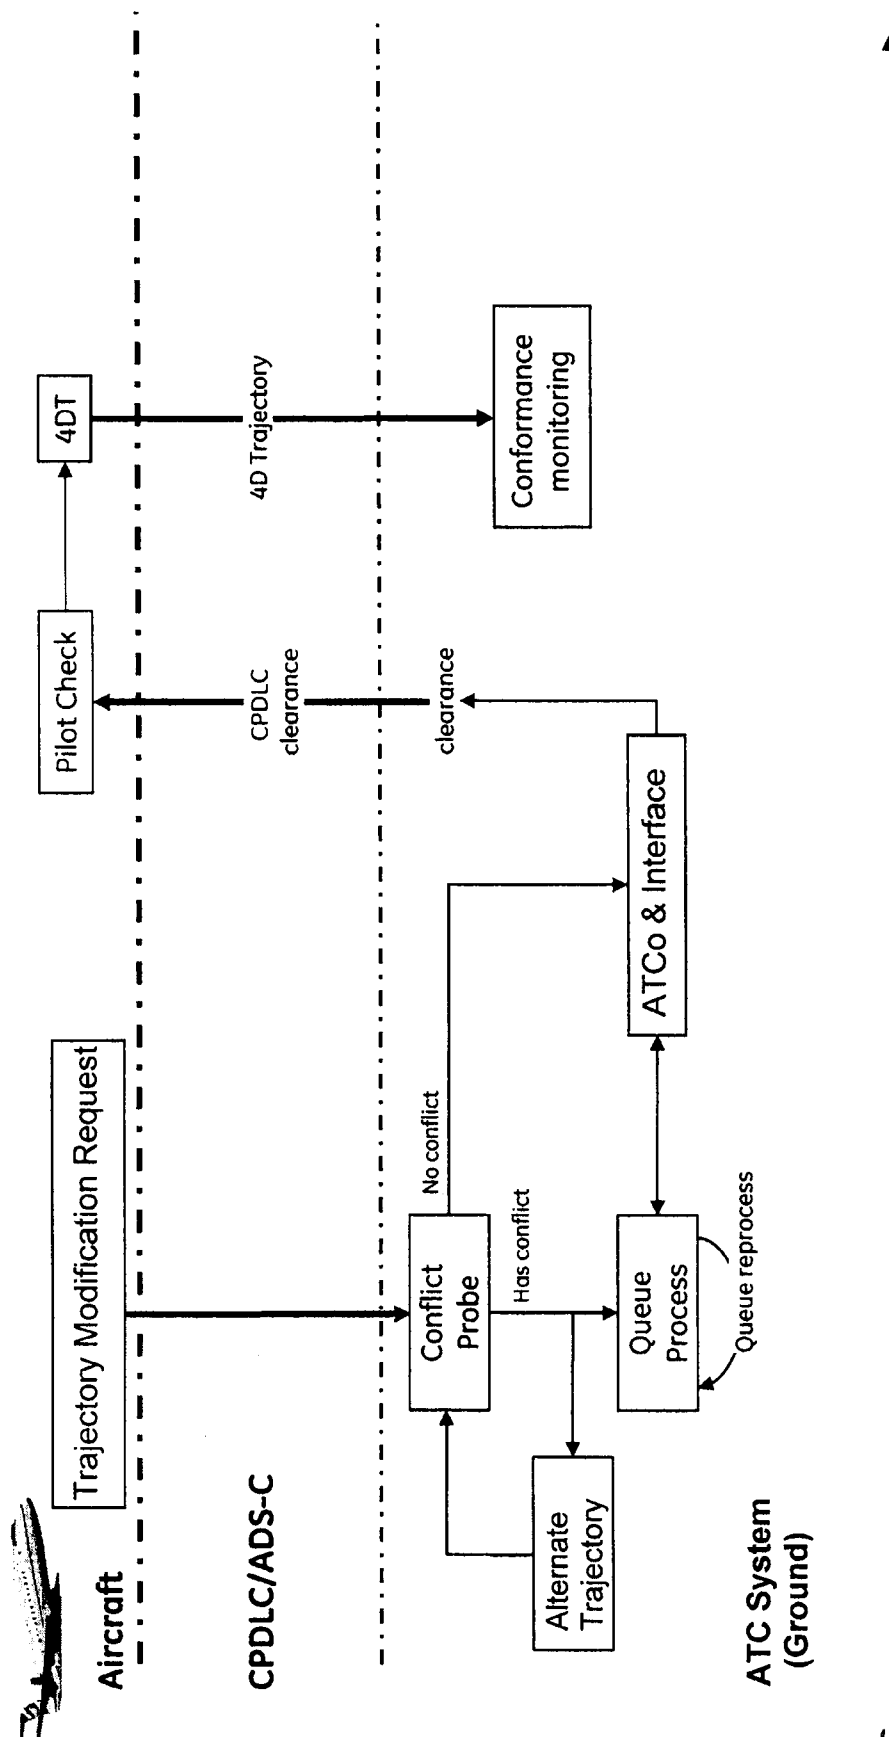 Aircraft
Trajectory Modification Request
Pilot Check
4DT
CPDLC/ADS-C
CPDLC
clearance
4D Trajectory
No conflict
clearance
Conflict
Probe
Has conflict
Conformance
monitoring
Alternate
Trajectory
Queue
Process
ATCo & Interface
Queue reprocess
ATC System
(Ground)